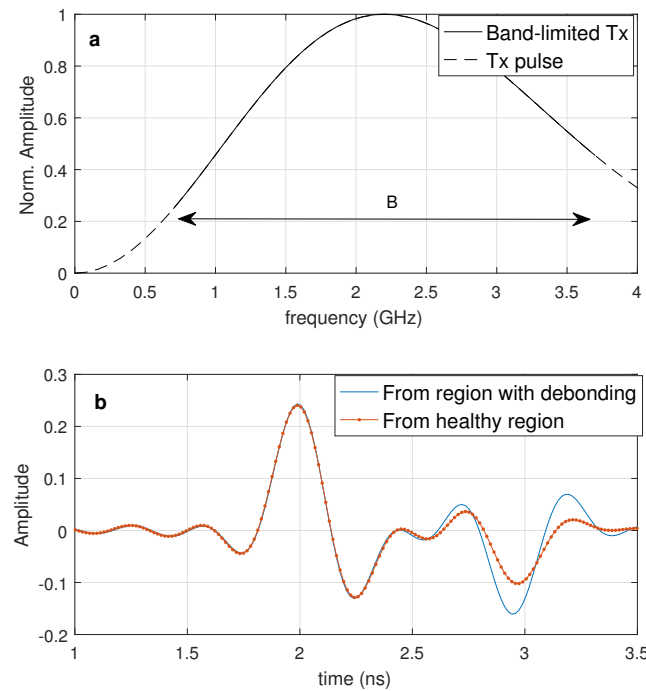 a
Band-limited Tx
Tx pulse
B
Norm. Amplitude
1
0.8
0.6
0.4
0.2
0
0 0.5 1 1.5 2 2.5 3 3.5 4
frequency (GHz)
b
From region with debonding
From healthy region
Amplitude
0.3
0.2
0.1
0
-0.1
-0.2
1 1.5 2 2.5 3 3.5
time (ns)